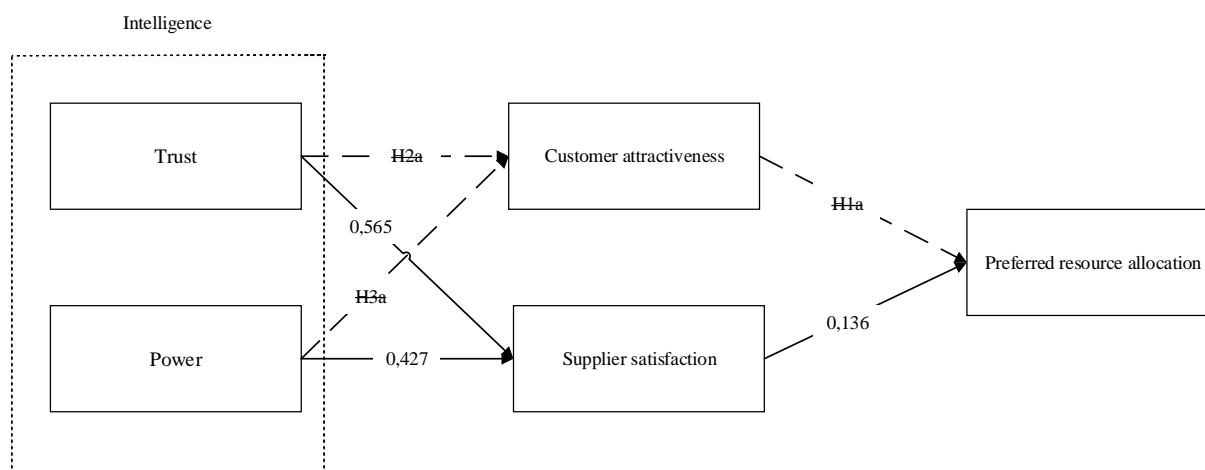 Intelligence
Trust
H2a
Customer attractiveness
H1a
0,565
Preferred resource allocation
H3a
0,136
Power
0,427
Supplier satisfaction